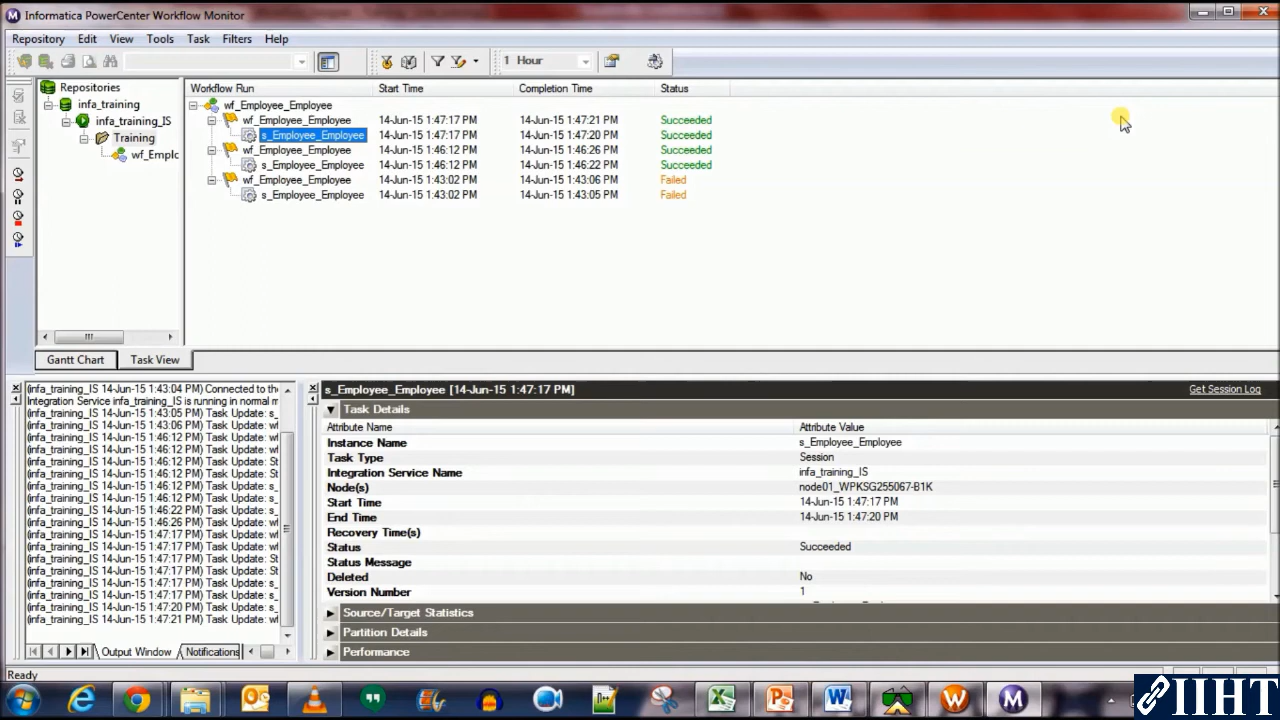 Informatica PowerCenter Workflow Monitor
Repository Edit View Tools Task Filters Help
1 Hour
Repositories
infa_training
infa_training_IS
Training
wf_Emplc
Workflow Run Start Time Completion Time Status
wf_Employee_Employee
wf_Employee_Employee 14-Jun-15 1:47:17 PM 14-Jun-15 1:47:21 PM Succeeded
s_Employee_Employee 14-Jun-15 1:47:17 PM 14-Jun-15 1:47:20 PM Succeeded
wf_Employee_Employee 14-Jun-15 1:46:12 PM 14-Jun-15 1:46:26 PM Succeeded
s_Employee_Employee 14-Jun-15 1:46:12 PM 14-Jun-15 1:46:22 PM Succeeded
wf_Employee_Employee 14-Jun-15 1:43:02 PM 14-Jun-15 1:43:06 PM Failed
s_Employee_Employee 14-Jun-15 1:43:02 PM 14-Jun-15 1:43:05 PM Failed
Gantt Chart Task View
(infa_training_IS 14-Jun-15 1:43:04 PM) Connected to the
Integration Service infa_training_IS is running in normal m
(infa_training_IS 14-Jun-15 1:43:05 PM) Task Update: s_
(infa_training_IS 14-Jun-15 1:43:06 PM) Task Update: wf
(infa_training_IS 14-Jun-15 1:46:12 PM) Task Update: wf
(infa_training_IS 14-Jun-15 1:46:12 PM) Task Update: wf
(infa_training_IS 14-Jun-15 1:46:12 PM) Task Update: St
(infa_training_IS 14-Jun-15 1:46:12 PM) Task Update: St
(infa_training_IS 14-Jun-15 1:46:12 PM) Task Update: s_
(infa_training_IS 14-Jun-15 1:46:12 PM) Task Update: s_
(infa_training_IS 14-Jun-15 1:46:22 PM) Task Update: s_
(infa_training_IS 14-Jun-15 1:46:26 PM) Task Update: wf
(infa_training_IS 14-Jun-15 1:47:17 PM) Task Update: wf
(infa_training_IS 14-Jun-15 1:47:17 PM) Task Update: wf
(infa_training_IS 14-Jun-15 1:47:17 PM) Task Update: St
(infa_training_IS 14-Jun-15 1:47:17 PM) Task Update: St
(infa_training_IS 14-Jun-15 1:47:17 PM) Task Update: s_
(infa_training_IS 14-Jun-15 1:47:17 PM) Task Update: s_
(infa_training_IS 14-Jun-15 1:47:20 PM) Task Update: s_
(infa_training_IS 14-Jun-15 1:47:21 PM) Task Update: wf
Output Window Notifications
s_Employee_Employee [14-Jun-15 1:47:17 PM] Get Session Log
Task Details
Attribute Name Attribute Value
Instance Name s_Employee_Employee
Task Type Session
Integration Service Name infa_training_IS
Node(s) node01_WPKSG255067-B1K
Start Time 14-Jun-15 1:47:17 PM
End Time 14-Jun-15 1:47:20 PM
Recovery Time(s)
Status Succeeded
Status Message
Deleted No
Version Number 1
Source/Target Statistics
Partition Details
Performance
Ready
IIHT